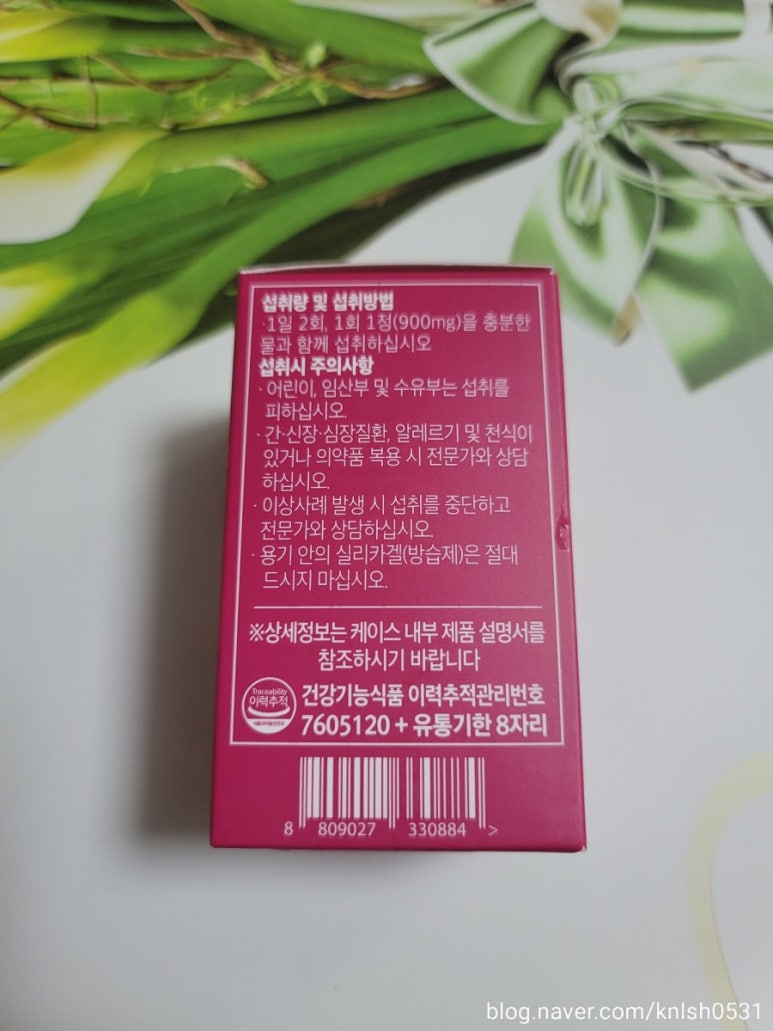 섭취량 및 섭취방법
·1일 2회, 1회 1정(900mg)을 충분한
물과 함께 섭취하십시오
섭취시 주의사항
· 어린이, 임산부 및 수유부는 섭취를
피하십시오.
· 간·신장·심장질환, 알레르기 및 천식이
있거나 의약품 복용 시 전문가와 상담
하십시오.
· 이상사례 발생 시 섭취를 중단하고
전문가와 상담하십시오.
· 용기 안의 실리카겔(방습제)은 절대
드시지 마십시오.
※상세정보는 케이스 내부 제품 설명서를
참조하시기 바랍니다
Traceability
이력추적
건강기능식품 이력추적관리번호
7605120 + 유통기한 8자리
8 809027 330884 >
blog.naver.com/knlsh0531